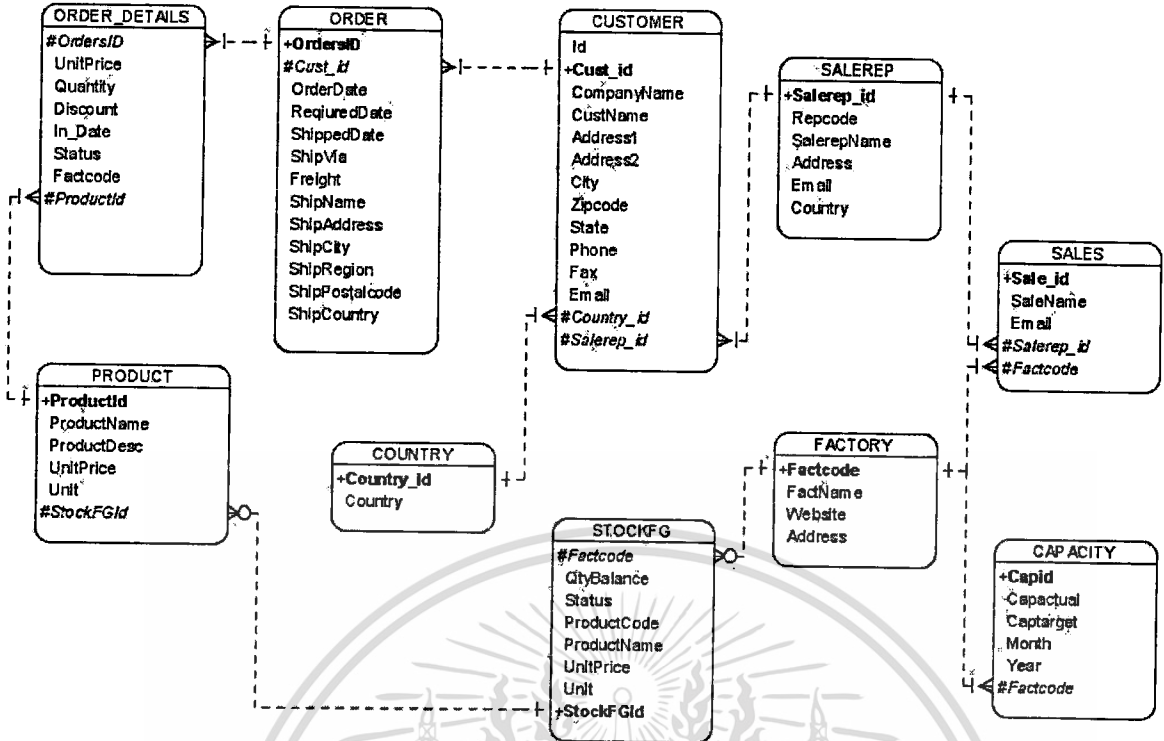 ORDER_DETAILS
#OrdersID
UnitPrice
Quantity
Discount
In_Date
Status
Factcode
#ProductId
ORDER
+OrdersID
#Cust_id
OrderDate
ReqiuredDate
ShippedDate
ShipVia
Freight
ShipName
ShipAddress
ShipCity
ShipRegion
ShipPostalcode
ShipCountry
CUSTOMER
Id
+Cust_id
CompanyName
CustName
Address1
Address2
City
Zipcode
State
Phone
Fax
Email
#Country_id
#Salerep_id
SALEREP
+Salerep_id
Repcode
SalerepName
Address
Email
Country
SALES
+Sale_id
SaleName
Email
#Salerep_id
#Factcode
PRODUCT
+ProductId
ProductName
ProductDesc
UnitPrice
Unit
#StockFGId
COUNTRY
+Country_id
Country
STOCKFG
#Factcode
QtyBalance
Status
ProductCode
ProductName
UnitPrice
Unit
+StockFGId
FACTORY
+Factcode
FactName
Website
Address
CAPACITY
+Capid
Capactual
Captarget
Month
Year
#Factcode